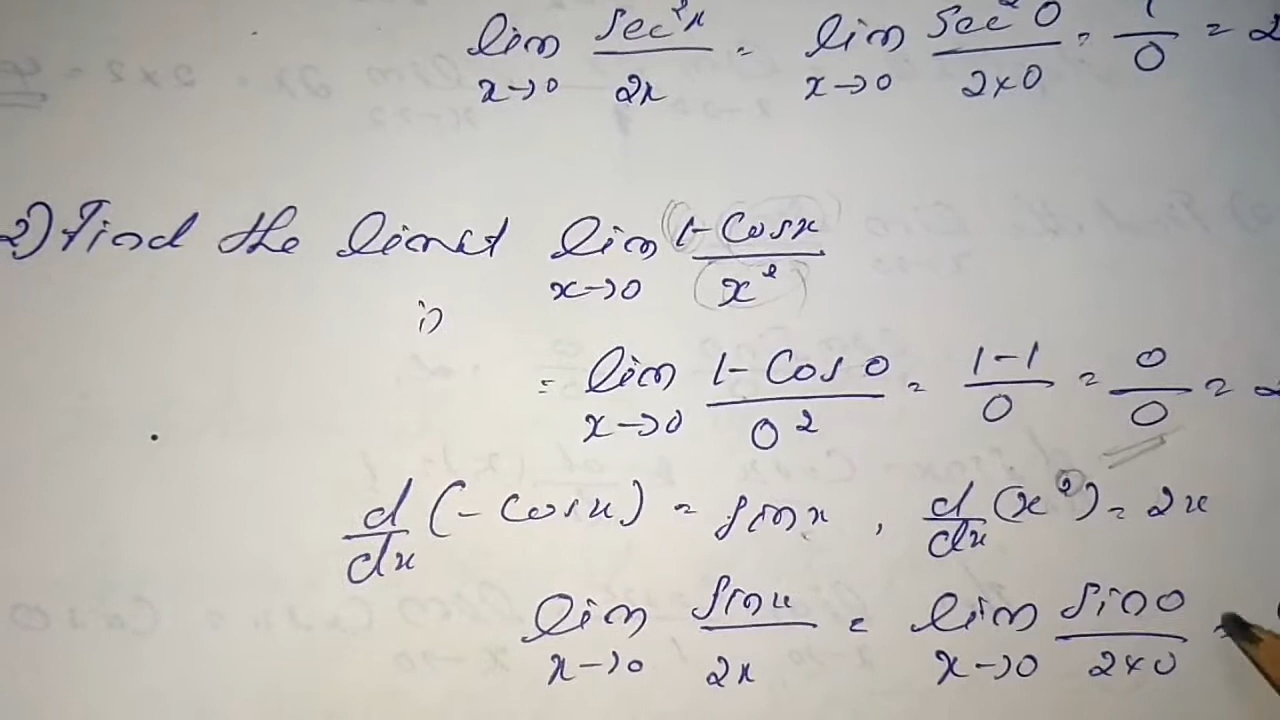 lim x→0 sec²x / 2x = lim x→0 sec²0 / 2×0 = 1/0 =
2) Find the limit lim x→0 1-Cosx / x²
i)
= lim x→0 1-Cos0 / 0² = 1-1 / 0 = 0/0 =
d/dx (-cosx) = sinx , d/dx (x²) = 2x
lim x→0 sinx / 2x = lim x→0 sin0 / 2×0 =